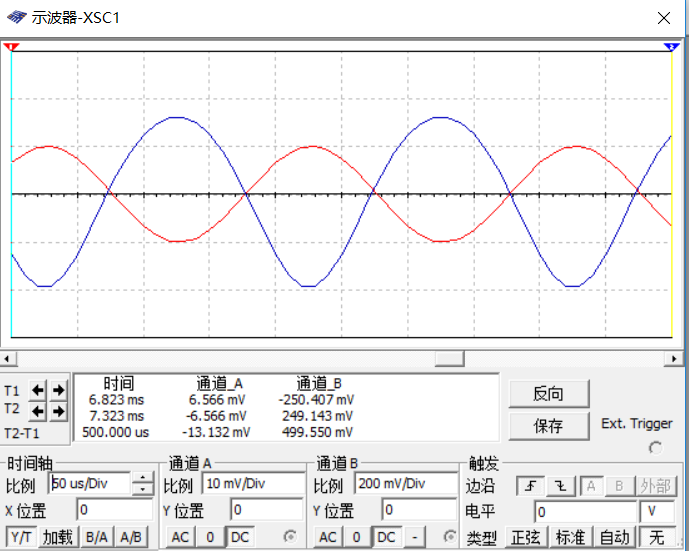 示波器-XSC1
1 2
时间 通道_A 通道_B
T1 6.823 ms 6.566 mV -250.407 mV
T2 7.323 ms -6.566 mV 249.143 mV
T2-T1 500.000 us -13.132 mV 499.550 mV
反向
保存
Ext. Trigger
时间轴
比例 50 us/Div
X 位置 0
Y/T 加载 B/A A/B
通道 A
比例 10 mV/Div
Y 位置 0
AC 0 DC
通道 B
比例 200 mV/Div
Y 位置 0
AC 0 DC -
触发
边沿 A B 外部
电平 0 V
类型 正弦 标准 自动 无